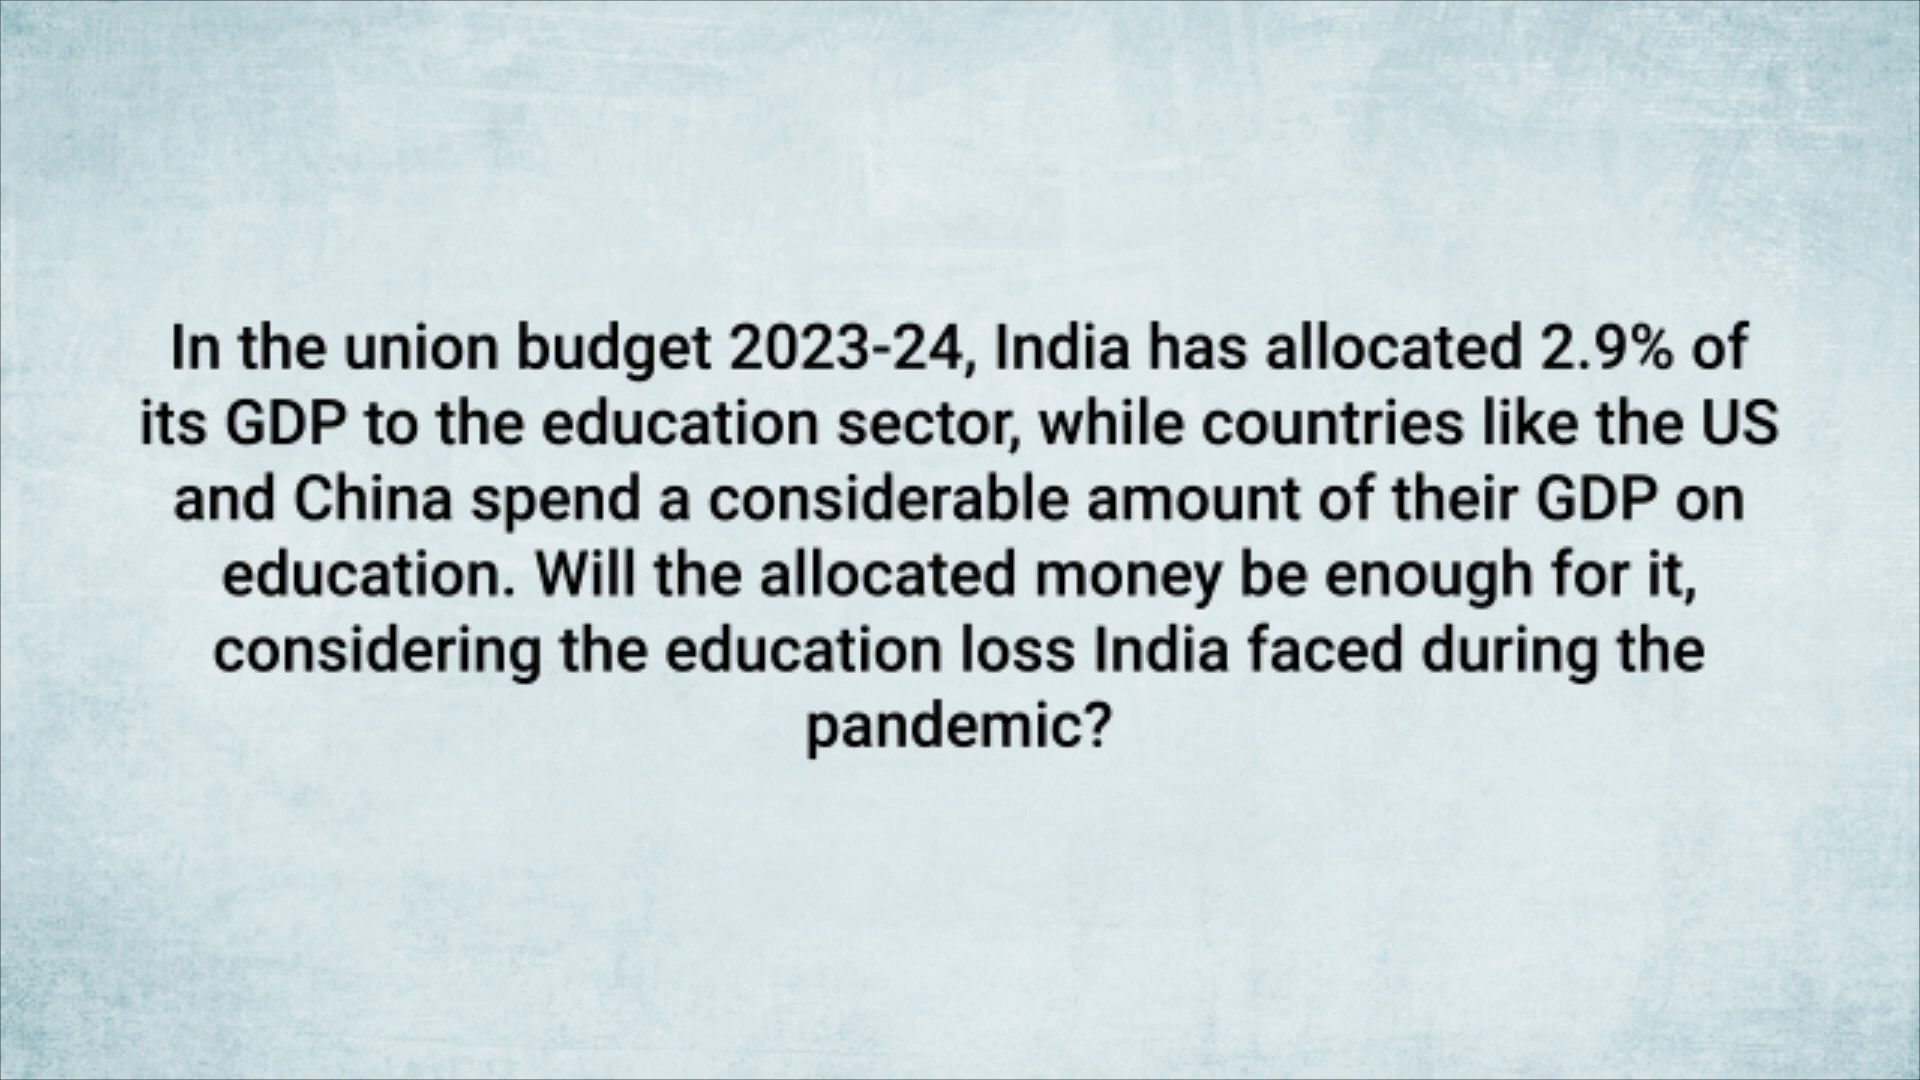 In the union budget 2023-24, India has allocated 2.9% of
its GDP to the education sector, while countries like the US
and China spend a considerable amount of their GDP on
education. Will the allocated money be enough for it,
considering the education loss India faced during the
pandemic?